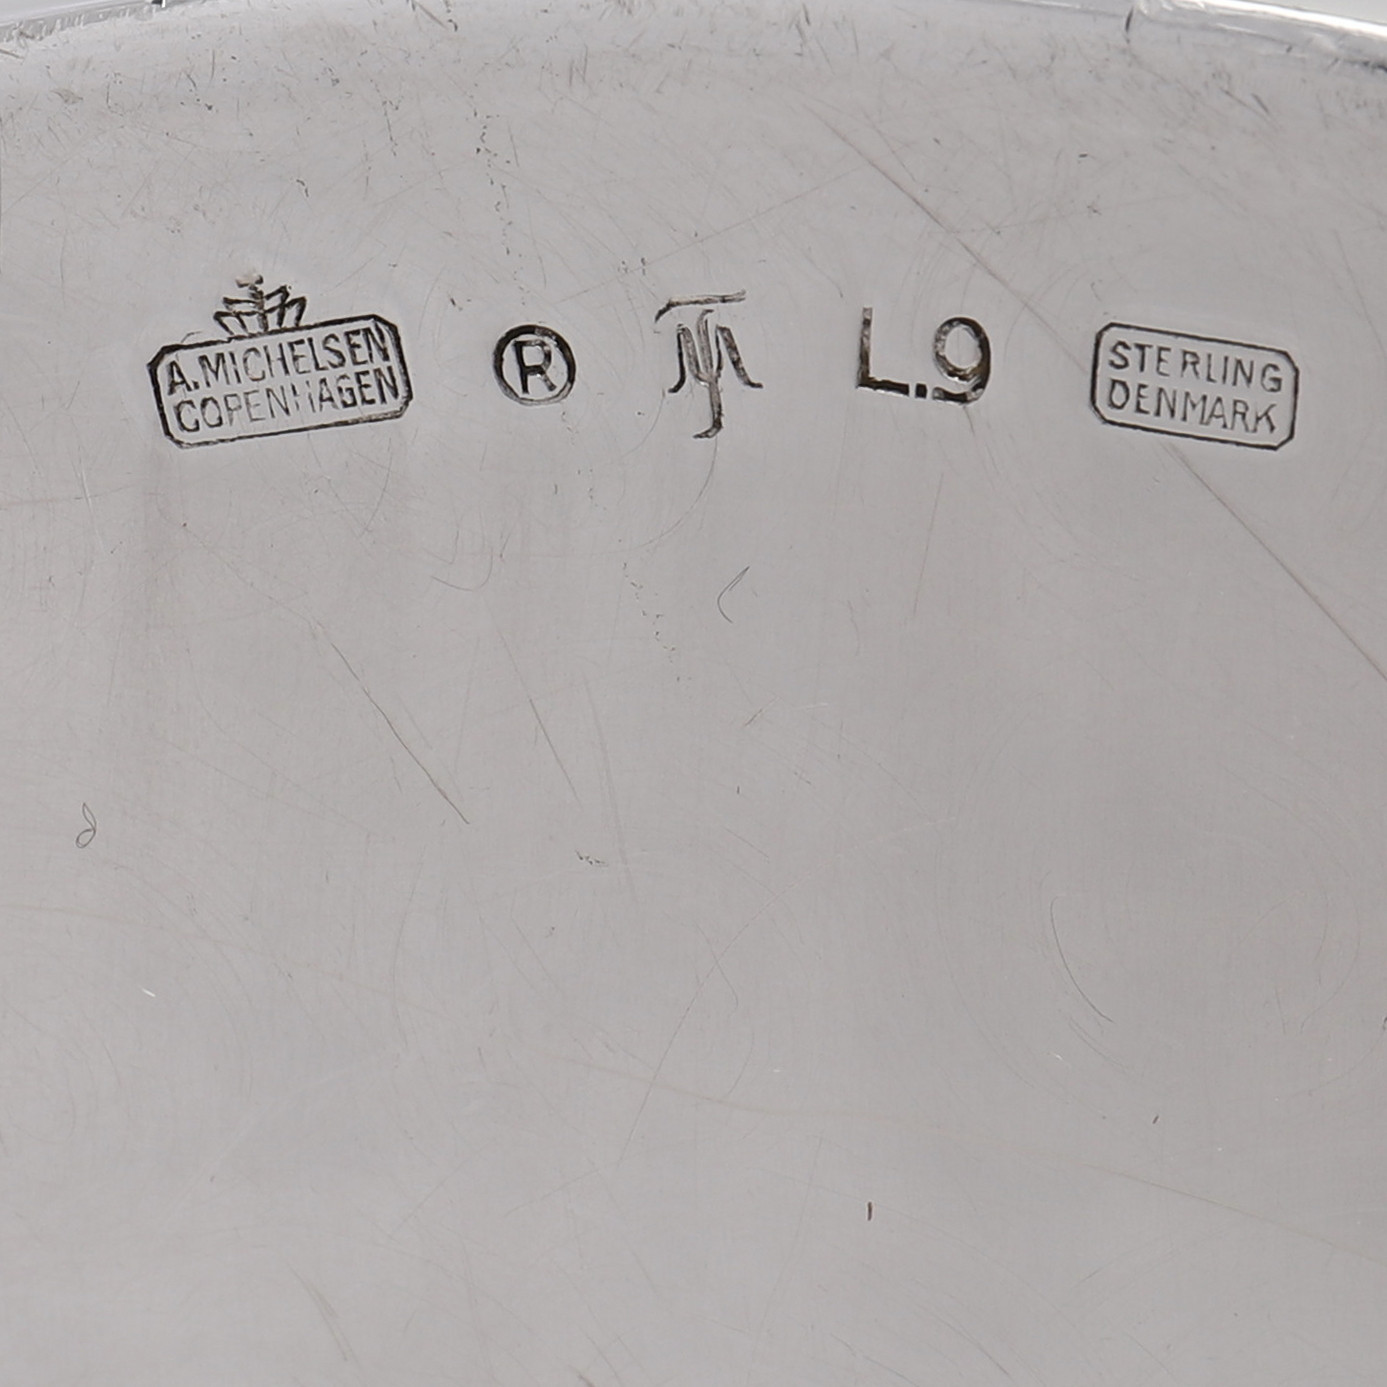 A. MICHELSEN
COPENHAGEN
®
L.9
STERLING
DENMARK